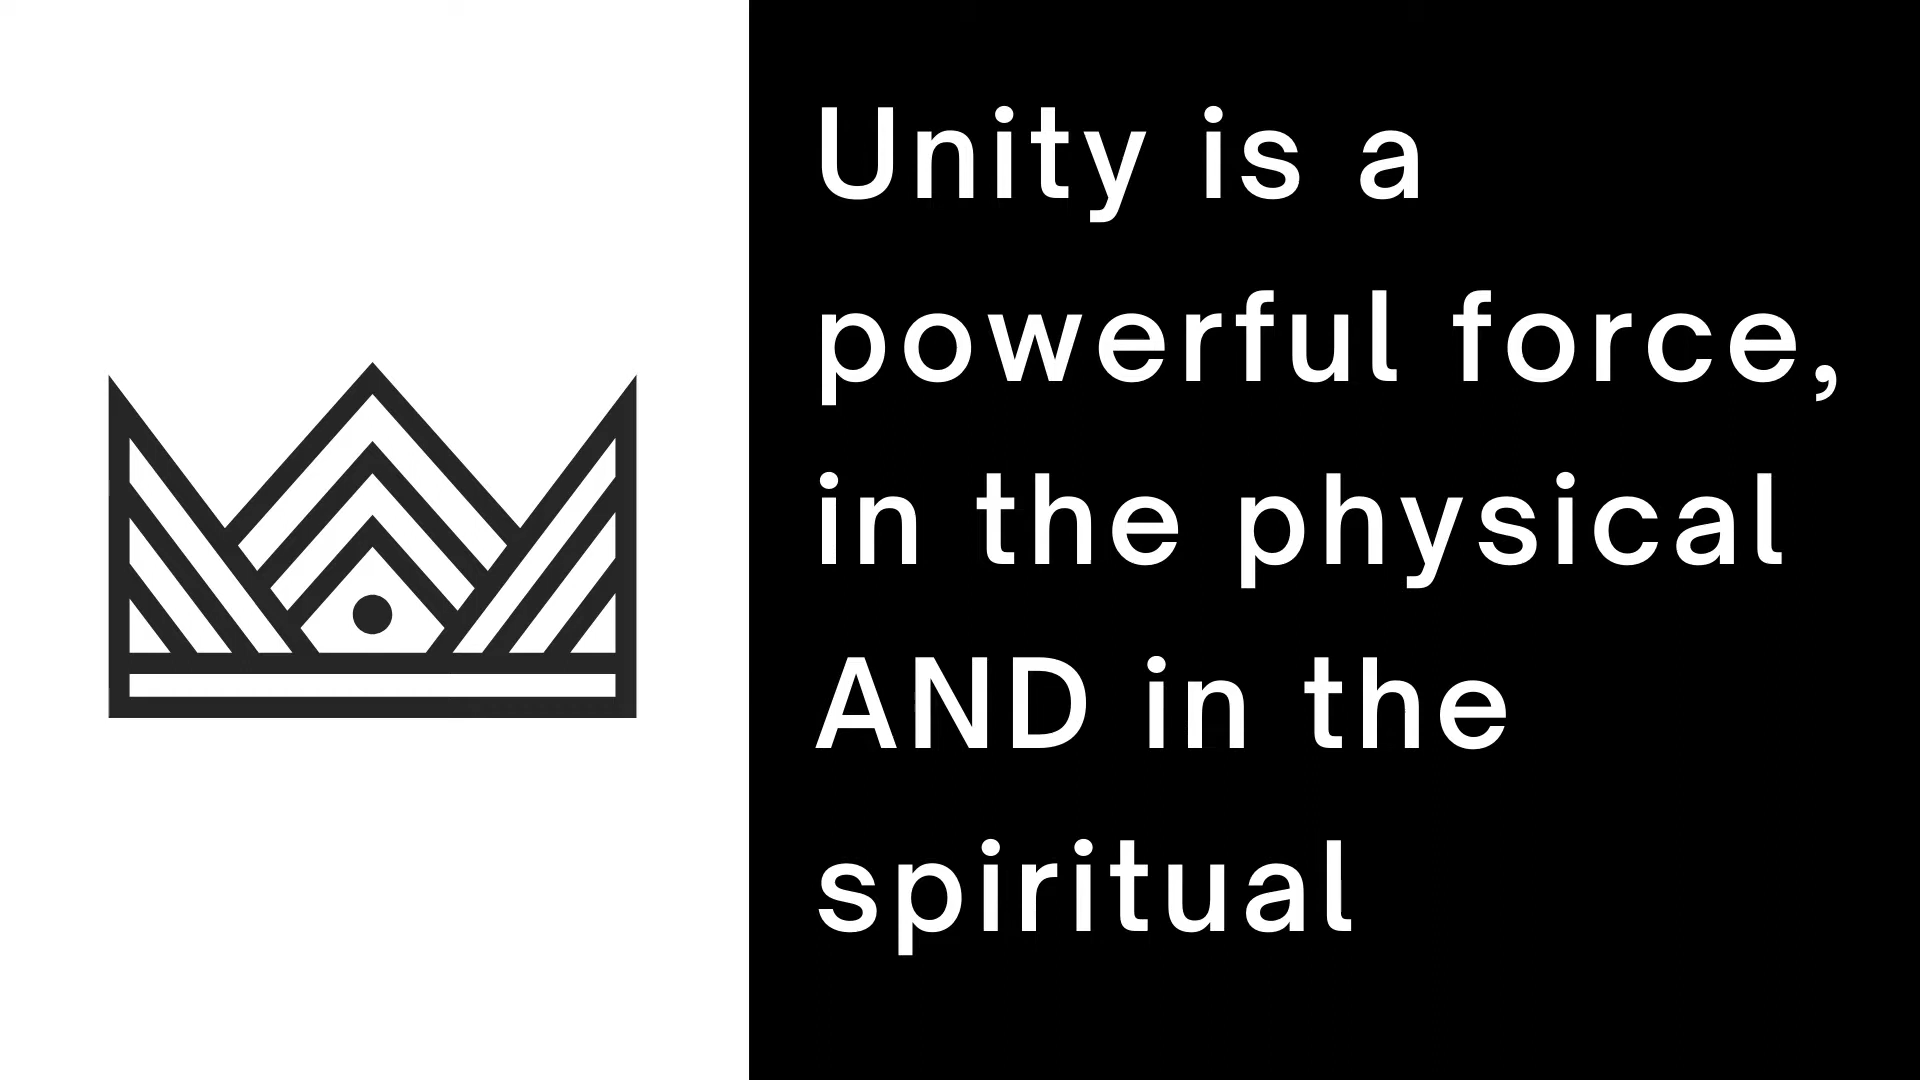 Unity is a
powerful force,
in the physical
AND in the
spiritual